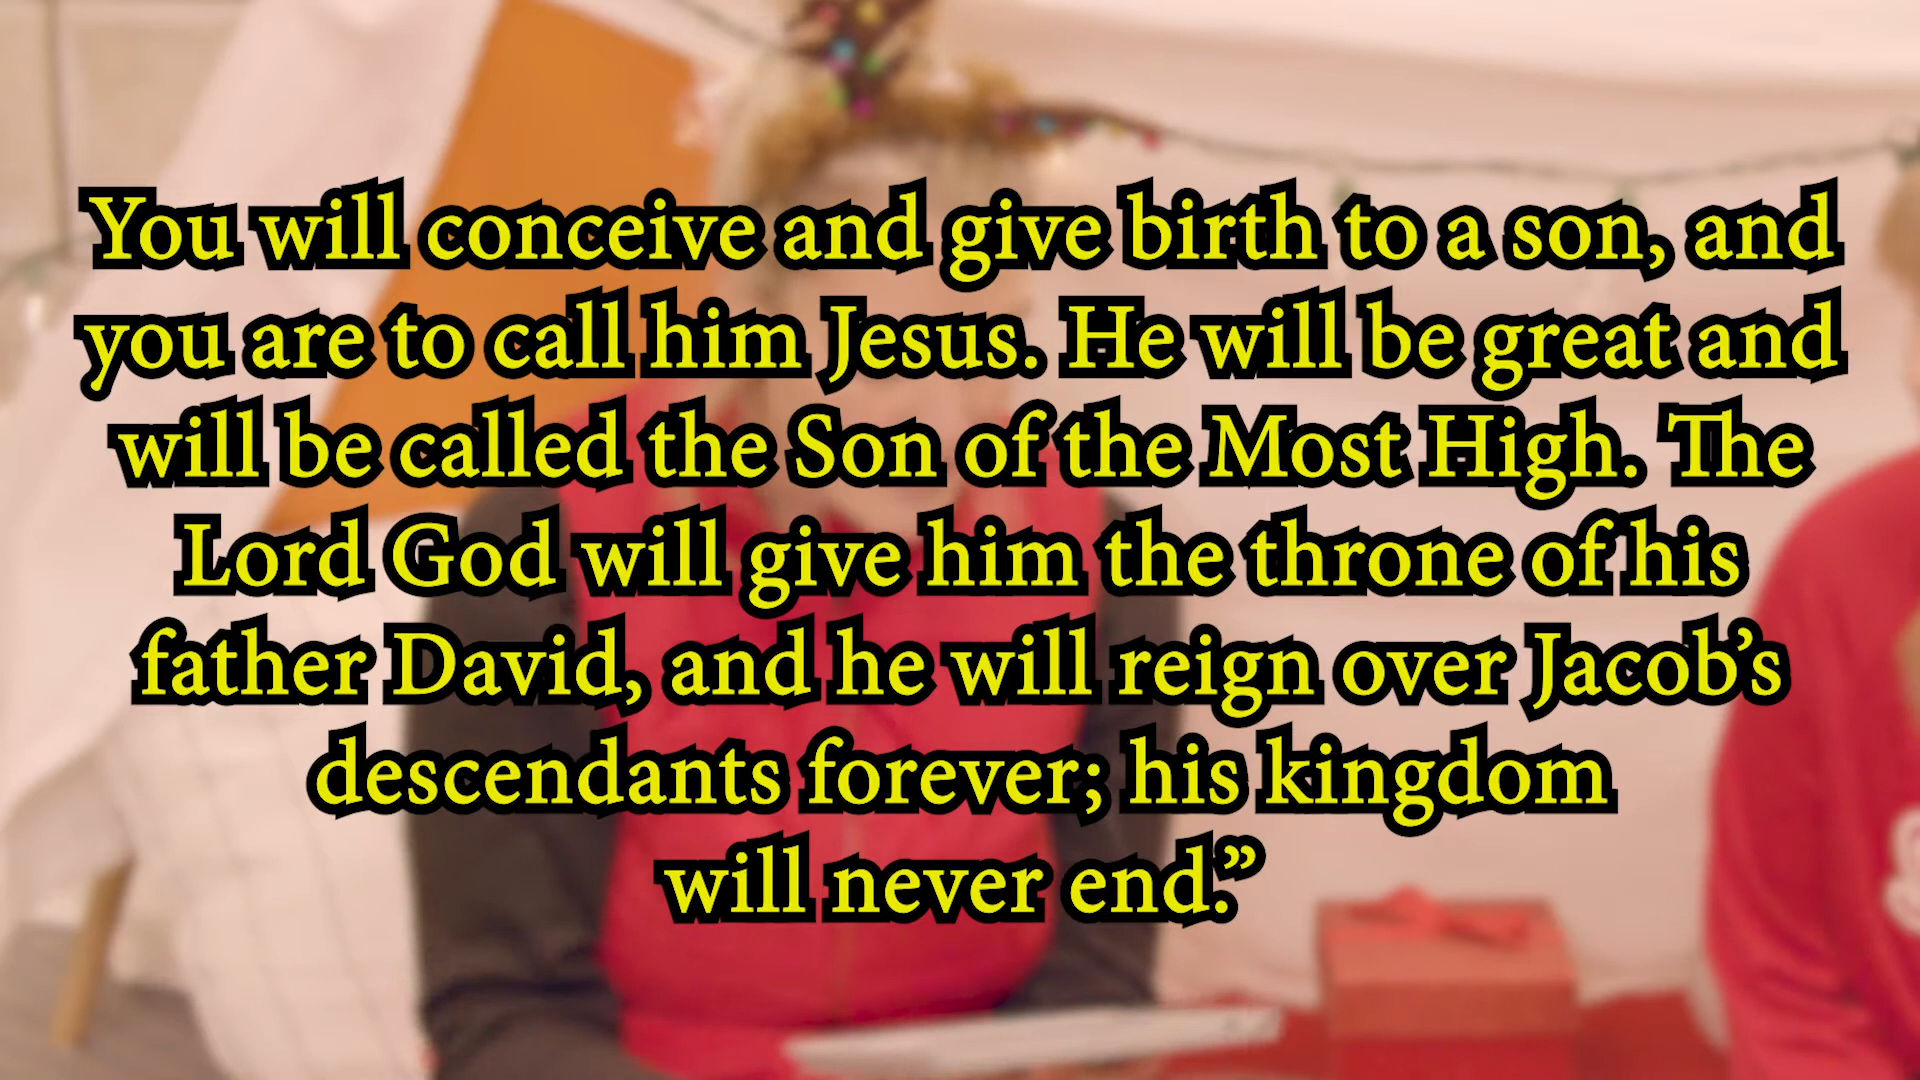 You will conceive and give birth to a son, and
you are to call him Jesus. He will be great and
will be called the Son of the Most High. The
Lord God will give him the throne of his
father David, and he will reign over Jacob’s
descendants forever; his kingdom
will never end.”